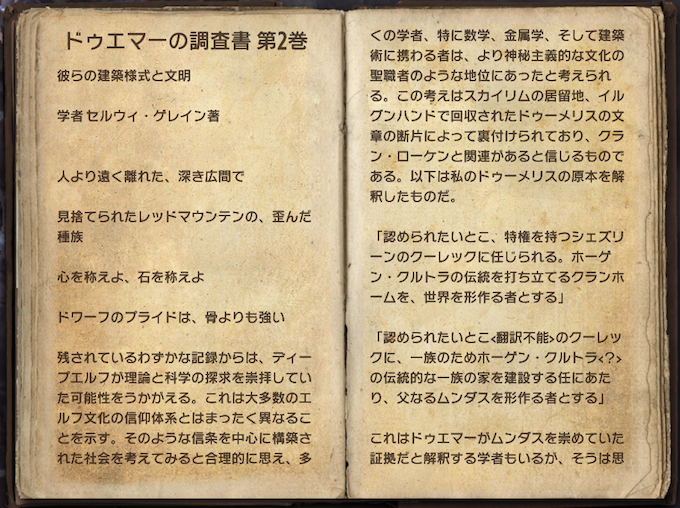 ドゥエマーの調査書 第2巻
彼らの建築様式と文明
学者 セルウィ・ゲレイン著
人より遠く離れた、深き広間で
見捨てられたレッドマウンテンの、歪んだ
種族
心を称えよ、石を称えよ
ドワーフのプライドは、骨よりも強い
残されているわずかな記録からは、ディー
プエルフが理論と科学の探求を崇拝してい
た可能性をうかがえる。これは大多数のエ
ルフ文化の信仰体系とはまったく異なるこ
とを示す。そのような信条を中心に構築さ
れた社会を考えてみると合理的に思え、多
くの学者、特に数学、金属学、そして建築
術に携わる者は、より神秘主義的な文化の
聖職者のような地位にあったと考えられ
る。この考えはスカイリムの居留地、イル
グンハンドで回収されたドゥーメリスの文
章の断片によって裏付けられており、クラ
ン・ローケンと関連があると信じるもので
ある。以下は私のドゥーメリスの原本を解
釈したものだ。
「認められたいとこ、特権を持つシェズリ
ーンのクーレックに任じられる。ホーゲ
ン・クルトラの伝統を打ち立てるクランホ
ームを、世界を形作る者とする」
「認められたいとこ<翻訳不能>のクーレッ
クに、一族のためホーゲン・クルトラ<?>
の伝統的な一族の家を建設する任にあた
り、父なるムンダスを形作る者とする」
これはドゥエマーがムンダスを崇めていた
証拠だと解釈する学者もいるが、そうは思